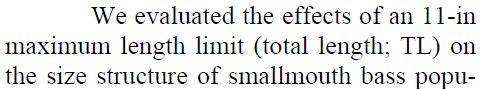 We evaluated the effects of an 11-in
maximum length limit (total length; TL) on
the size structure of smallmouth bass popu-